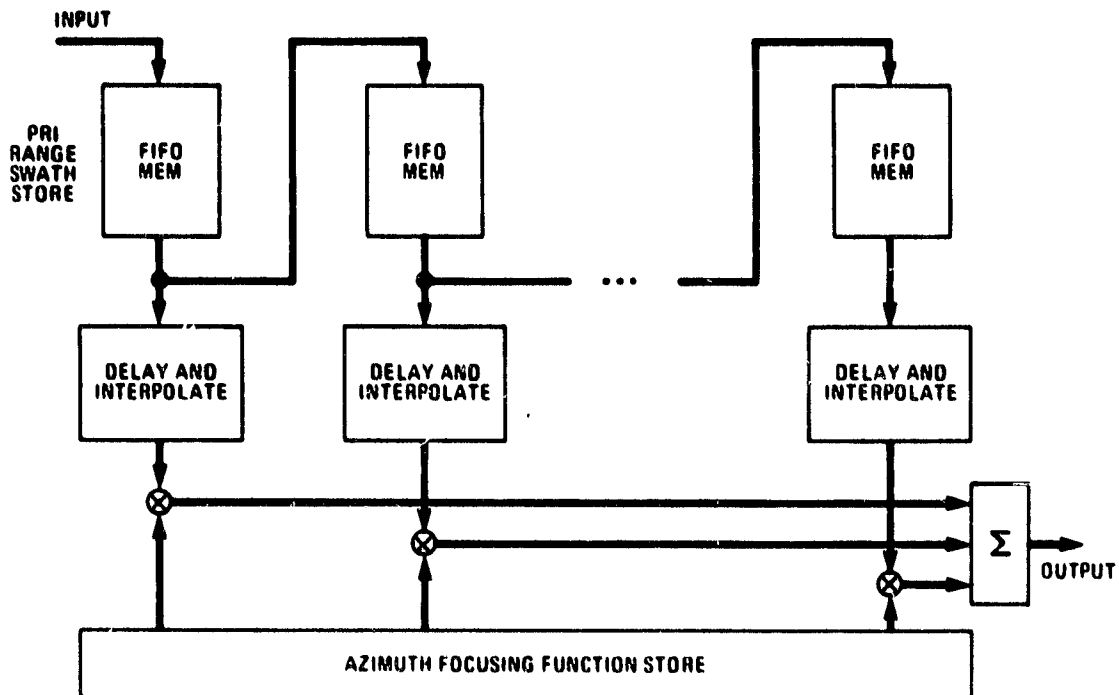 INPUT
PRI
RANGE
SWATH
STORE
FIFO
MEM
FIFO
MEM
FIFO
MEM
...
DELAY AND
INTERPOLATE
DELAY AND
INTERPOLATE
DELAY AND
INTERPOLATE
Σ
OUTPUT
AZIMUTH FOCUSING FUNCTION STORE